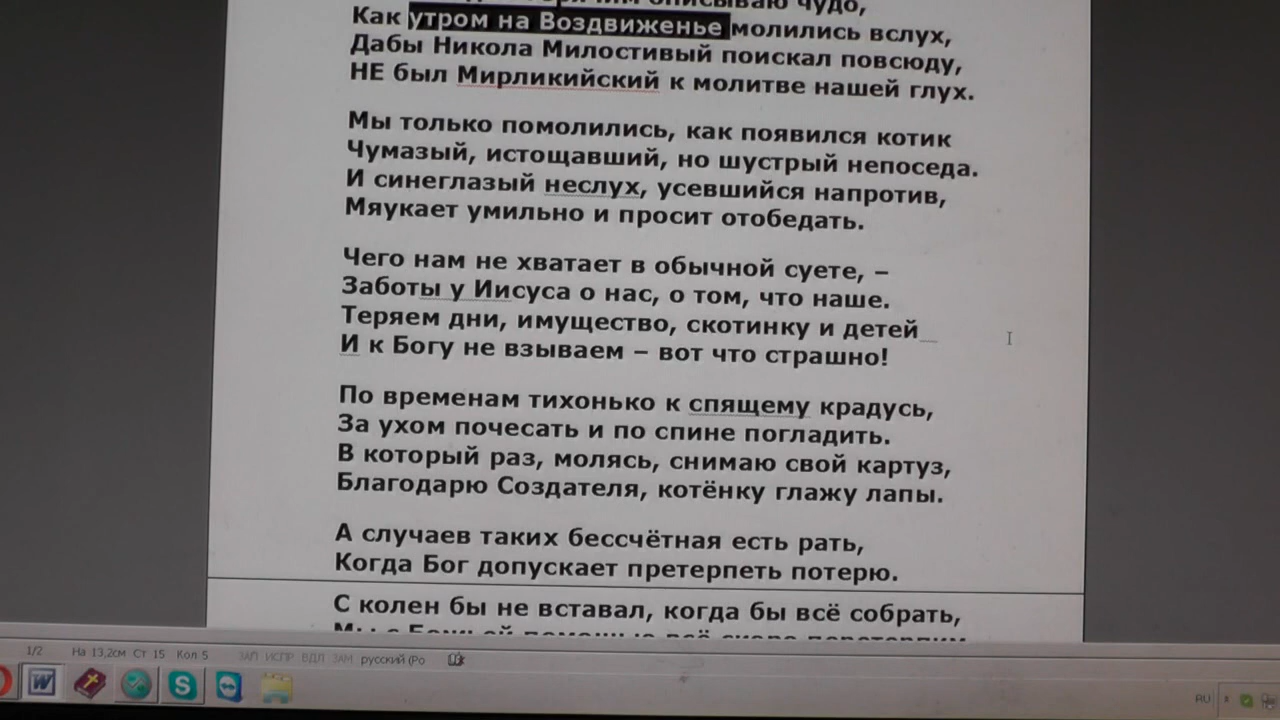 чудо,
Как утром на Воздвиженье молились вслух,
Дабы Никола Милостивый поискал повсюду,
НЕ был Мирликийский к молитве нашей глух.
Мы только помолились, как появился котик
Чумазый, истощавший, но шустрый непоседа.
И синеглазый неслух, усевшийся напротив,
Мяукает умильно и просит отобедать.
Чего нам не хватает в обычной суете, –
Заботы у Иисуса о нас, о том, что наше.
Теряем дни, имущество, скотинку и детей
И к Богу не взываем – вот что страшно!
По временам тихонько к спящему крадусь,
За ухом почесать и по спине погладить.
В который раз, молясь, снимаю свой картуз,
Благодарю Создателя, котёнку глажу лапы.
А случаев таких бессчётная есть рать,
Когда Бог допускает претерпеть потерю.
С колен бы не вставал, когда бы всё собрать,
1/2 На 13,2см Ст 15 Кол 5 ЗАП ИСПР ВДЛ ЗАМ русский (Ро
W S RU